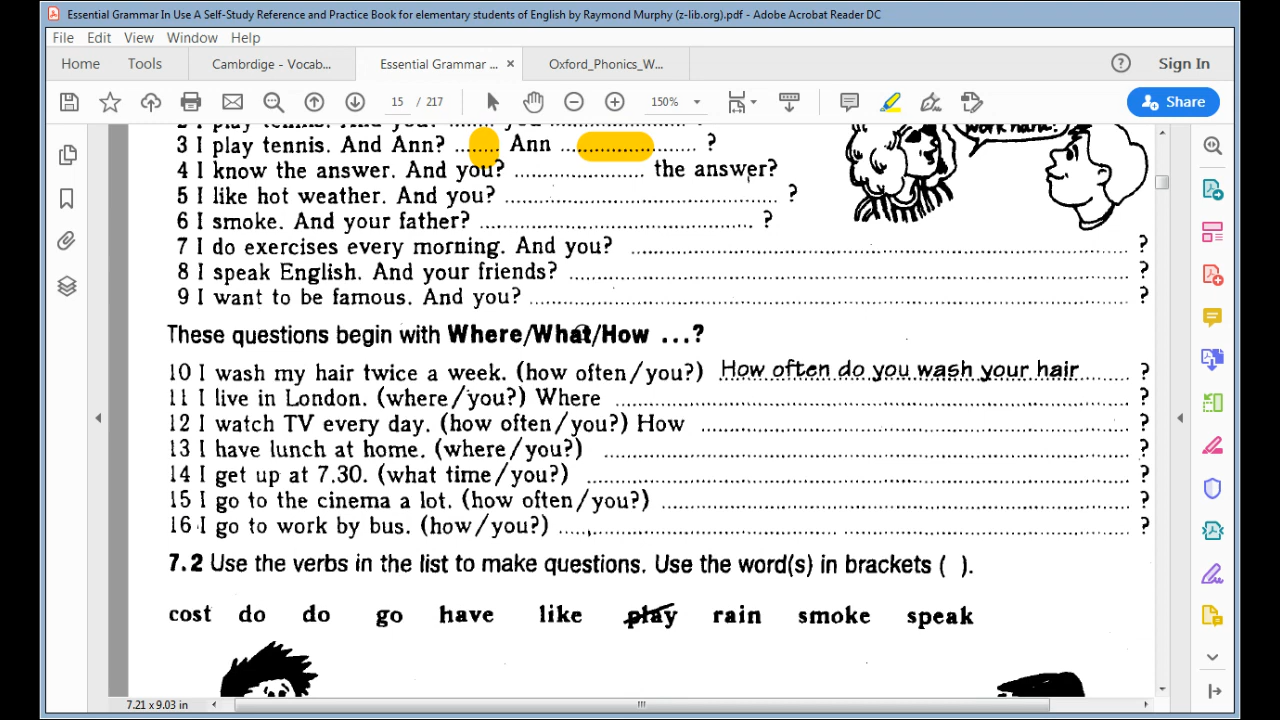 Essential Grammar In Use A Self-Study Reference and Practice Book for elementary students of English by Raymond Murphy (z-lib.org).pdf - Adobe Acrobat Reader DC
File Edit View Window Help
Home Tools Cambrdige - Vocab... Essential Grammar ... × Oxford_Phonics_W... Sign In
15 / 217 150% Share
2 I play tennis. And you? you ?
work hard?
3 I play tennis. And Ann? ........ Ann ........................ ?
4 I know the answer. And you? ...................... the answer?
5 I like hot weather. And you? .............................................. ?
6 I smoke. And your father? .............................................. ?
7 I do exercises every morning. And you? .............................................. ?
8 I speak English. And your friends? .............................................. ?
9 I want to be famous. And you? .............................................. ?
These questions begin with Where/What/How ...?
10 I wash my hair twice a week. (how often/you?) How often do you wash your hair ?
11 I live in London. (where/you?) Where .............................................. ?
12 I watch TV every day. (how often/you?) How .............................................. ?
13 I have lunch at home. (where/you?) .............................................. ?
14 I get up at 7.30. (what time/you?) .............................................. ?
15 I go to the cinema a lot. (how often/you?) .............................................. ?
16 I go to work by bus. (how/you?) .............................................. ?
7.2 Use the verbs in the list to make questions. Use the word(s) in brackets ( ).
cost do do go have like play rain smoke speak
7.21 x 9.03 in